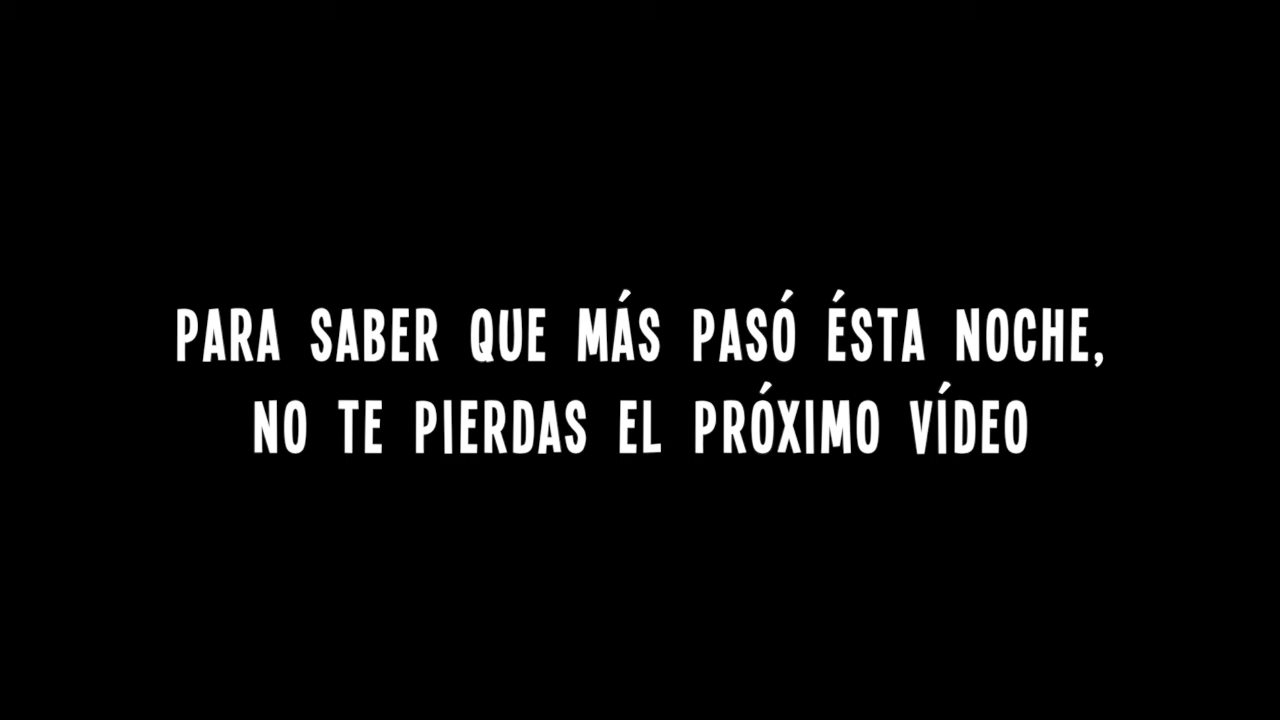 PARA SABER QUE MÁS PASÓ ÉSTA NOCHE,
NO TE PIERDAS EL PRÓXIMO VÍDEO